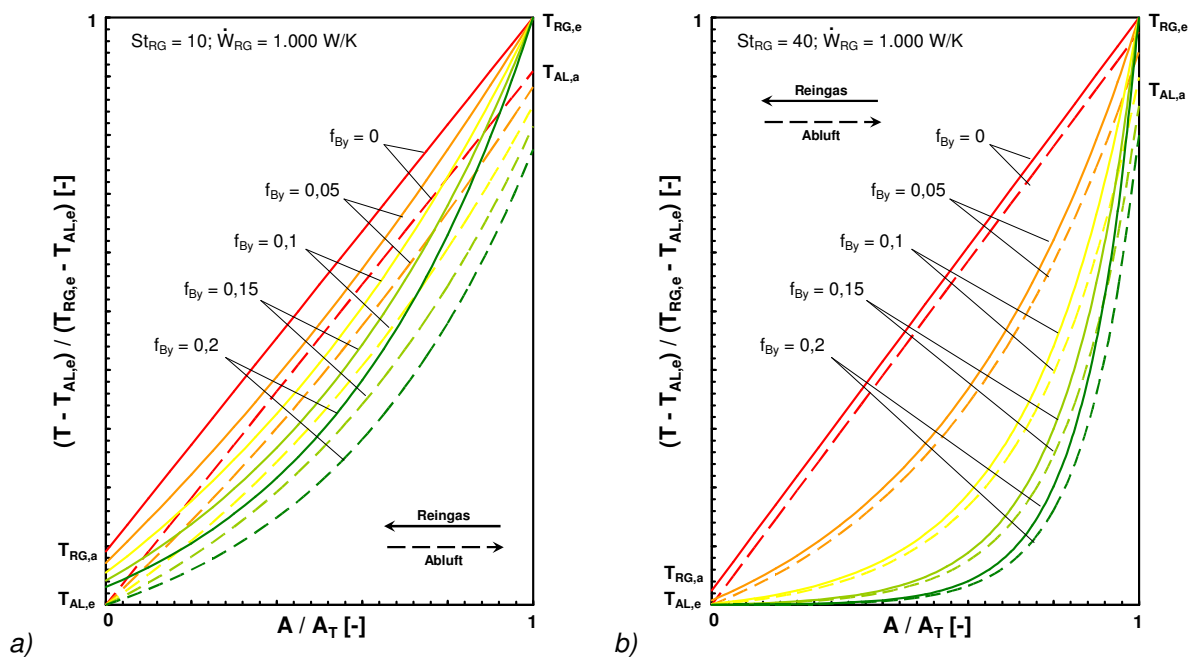 1
St_RG = 10; Ẇ_RG = 1.000 W/K
T_RG,e
T_AL,a
f_By = 0
f_By = 0,05
f_By = 0,1
f_By = 0,15
f_By = 0,2
(T - T_AL,e) / (T_RG,e - T_AL,e) [-]
Reingas
Abluft
T_RG,a
T_AL,e
0
A / A_T [-]
1
a)
1
St_RG = 40; Ẇ_RG = 1.000 W/K
T_RG,e
Reingas
T_AL,a
Abluft
f_By = 0
f_By = 0,05
f_By = 0,1
f_By = 0,15
f_By = 0,2
(T - T_AL,e) / (T_RG,e - T_AL,e) [-]
T_RG,a
T_AL,e
0
A / A_T [-]
1
b)